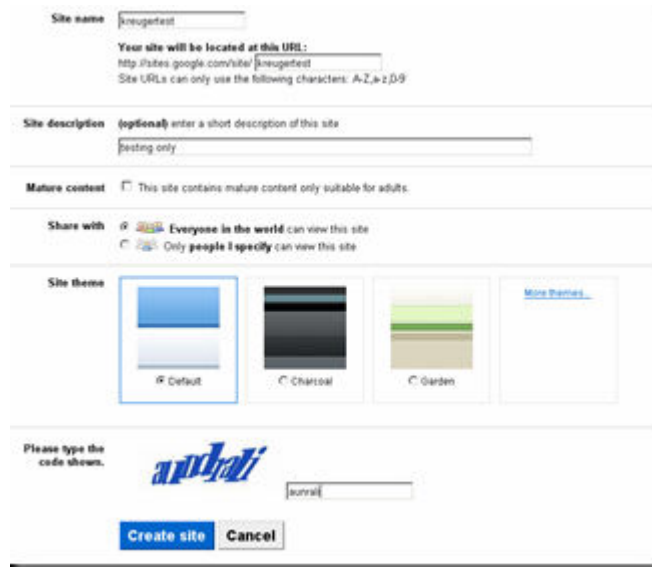 Site name kreugertest
Your site will be located at this URL:
http://sites.google.com/site/ kreugertest
Site URLs can only use the following characters: A-Z,a-z,0-9
Site description (optional) enter a short description of this site
testing only
Mature content This site contains mature content only suitable for adults.
Share with Everyone in the world can view this site
Only people I specify can view this site
Site theme
More themes...
Default Charcoal Garden
Please type the
code shown.
aunrali
Create site Cancel